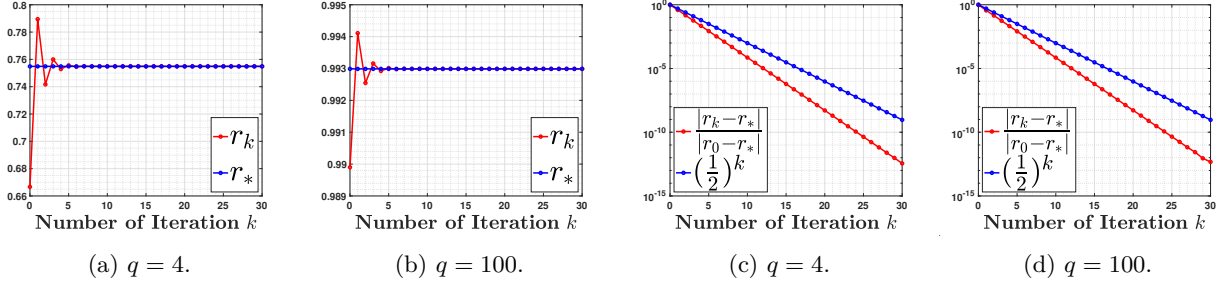 0.8
0.78
0.76
0.74
0.72
0.7
0.68
0.66
0 5 10 15 20 25 30
r_k
r_*
Number of Iteration k
(a) q = 4.
0.995
0.994
0.993
0.992
0.991
0.99
0.989
0 5 10 15 20 25 30
r_k
r_*
Number of Iteration k
(b) q = 100.
10^0
10^-5
10^-10
10^-15
0 5 10 15 20 25 30
|r_k−r_*| / |r_0−r_*|
(1/2)^k
Number of Iteration k
(c) q = 4.
10^0
10^-5
10^-10
10^-15
0 5 10 15 20 25 30
|r_k−r_*| / |r_0−r_*|
(1/2)^k
Number of Iteration k
(d) q = 100.